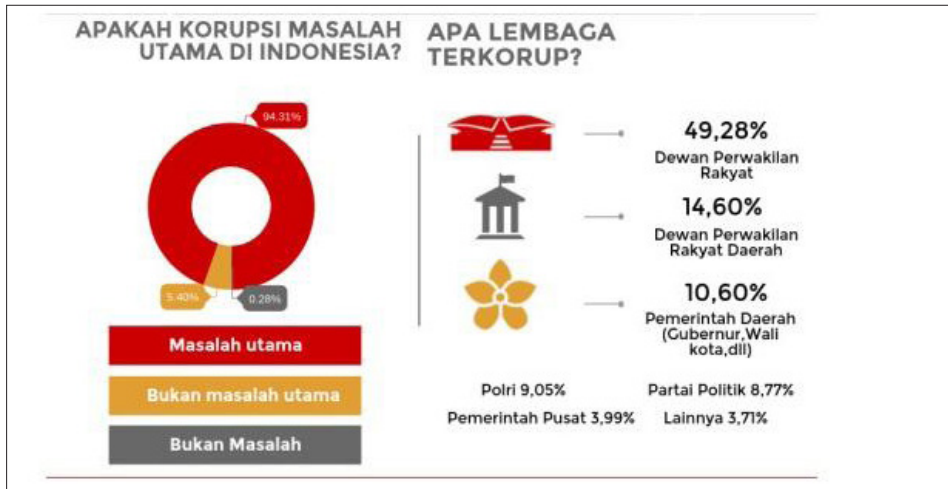 APAKAH KORUPSI MASALAH
UTAMA DI INDONESIA?
94.31%
5.40%
0.28%
Masalah utama
Bukan masalah utama
Bukan Masalah
APA LEMBAGA
TERKORUP?
49,28%
Dewan Perwakilan
Rakyat
14,60%
Dewan Perwakilan
Rakyat Daerah
10,60%
Pemerintah Daerah
(Gubernur,Wali
kota,dll)
Polri 9,05%
Partai Politik 8,77%
Pemerintah Pusat 3,99%
Lainnya 3,71%